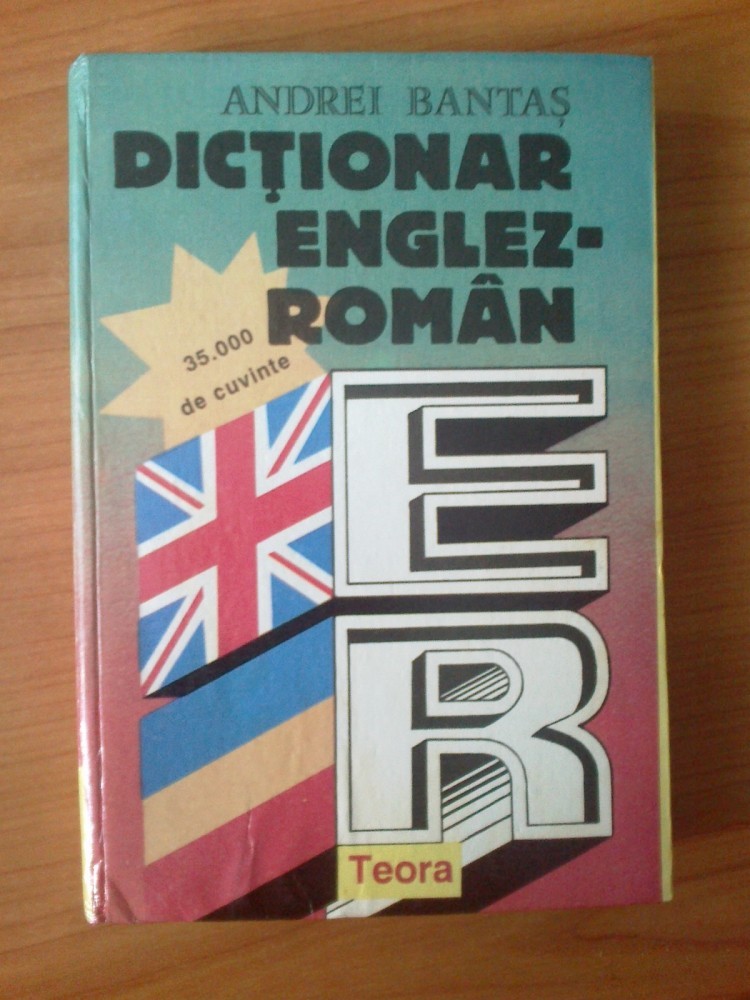 ANDREI BANTAȘ
DICȚIONAR
ENGLEZ-
ROMÂN
35.000
de cuvinte
E
R
Teora